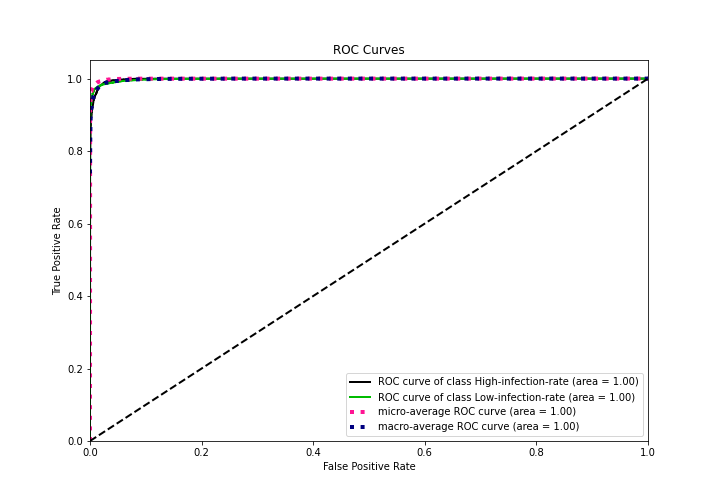 ROC Curves
1.0
0.8
0.6
0.4
0.2
0.0
True Positive Rate
ROC curve of class High-infection-rate (area = 1.00)
ROC curve of class Low-infection-rate (area = 1.00)
micro-average ROC curve (area = 1.00)
macro-average ROC curve (area = 1.00)
0.0 0.2 0.4 0.6 0.8 1.0
False Positive Rate